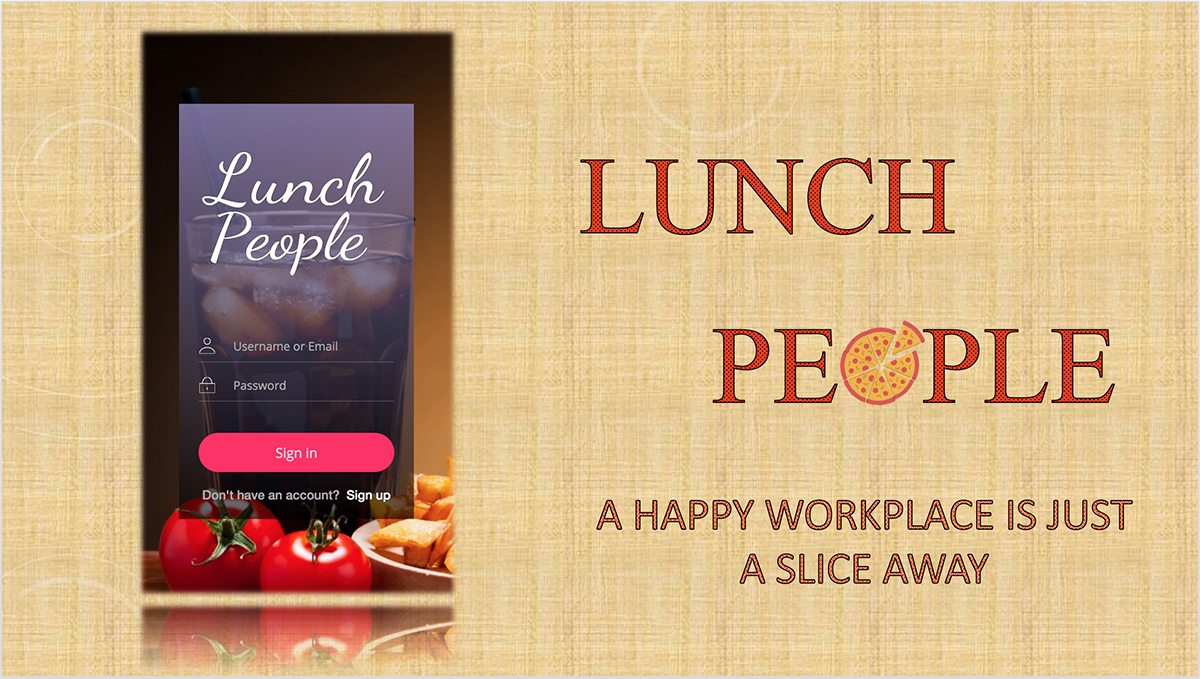 Lunch
People
Username or Email
Password
Sign in
Don't have an account? Sign up
LUNCH
PEOPLE
A HAPPY WORKPLACE IS JUST
A SLICE AWAY